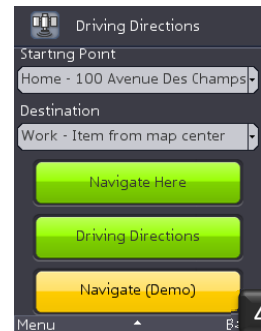 Driving Directions
Starting Point
Home - 100 Avenue Des Champs
Destination
Work - Item from map center
Navigate Here
Driving Directions
Navigate (Demo)
4
Menu